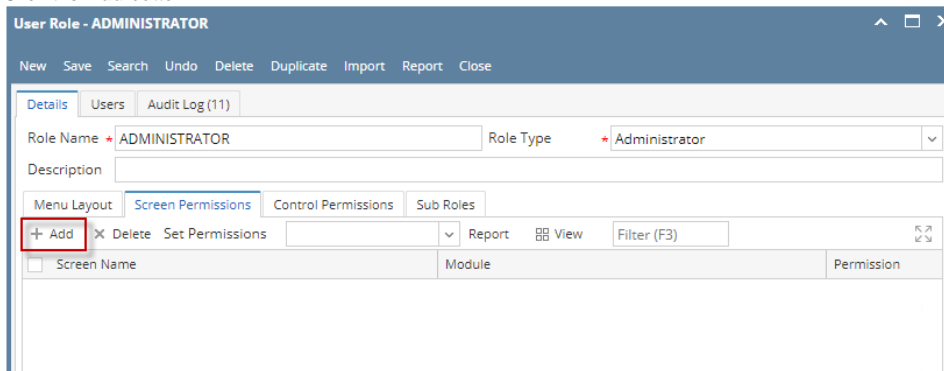 User Role - ADMINISTRATOR
New Save Search Undo Delete Duplicate Import Report Close
Details Users Audit Log (11)
Role Name * ADMINISTRATOR Role Type * Administrator
Description
Menu Layout Screen Permissions Control Permissions Sub Roles
+ Add × Delete Set Permissions Report View Filter (F3)
Screen Name Module Permission